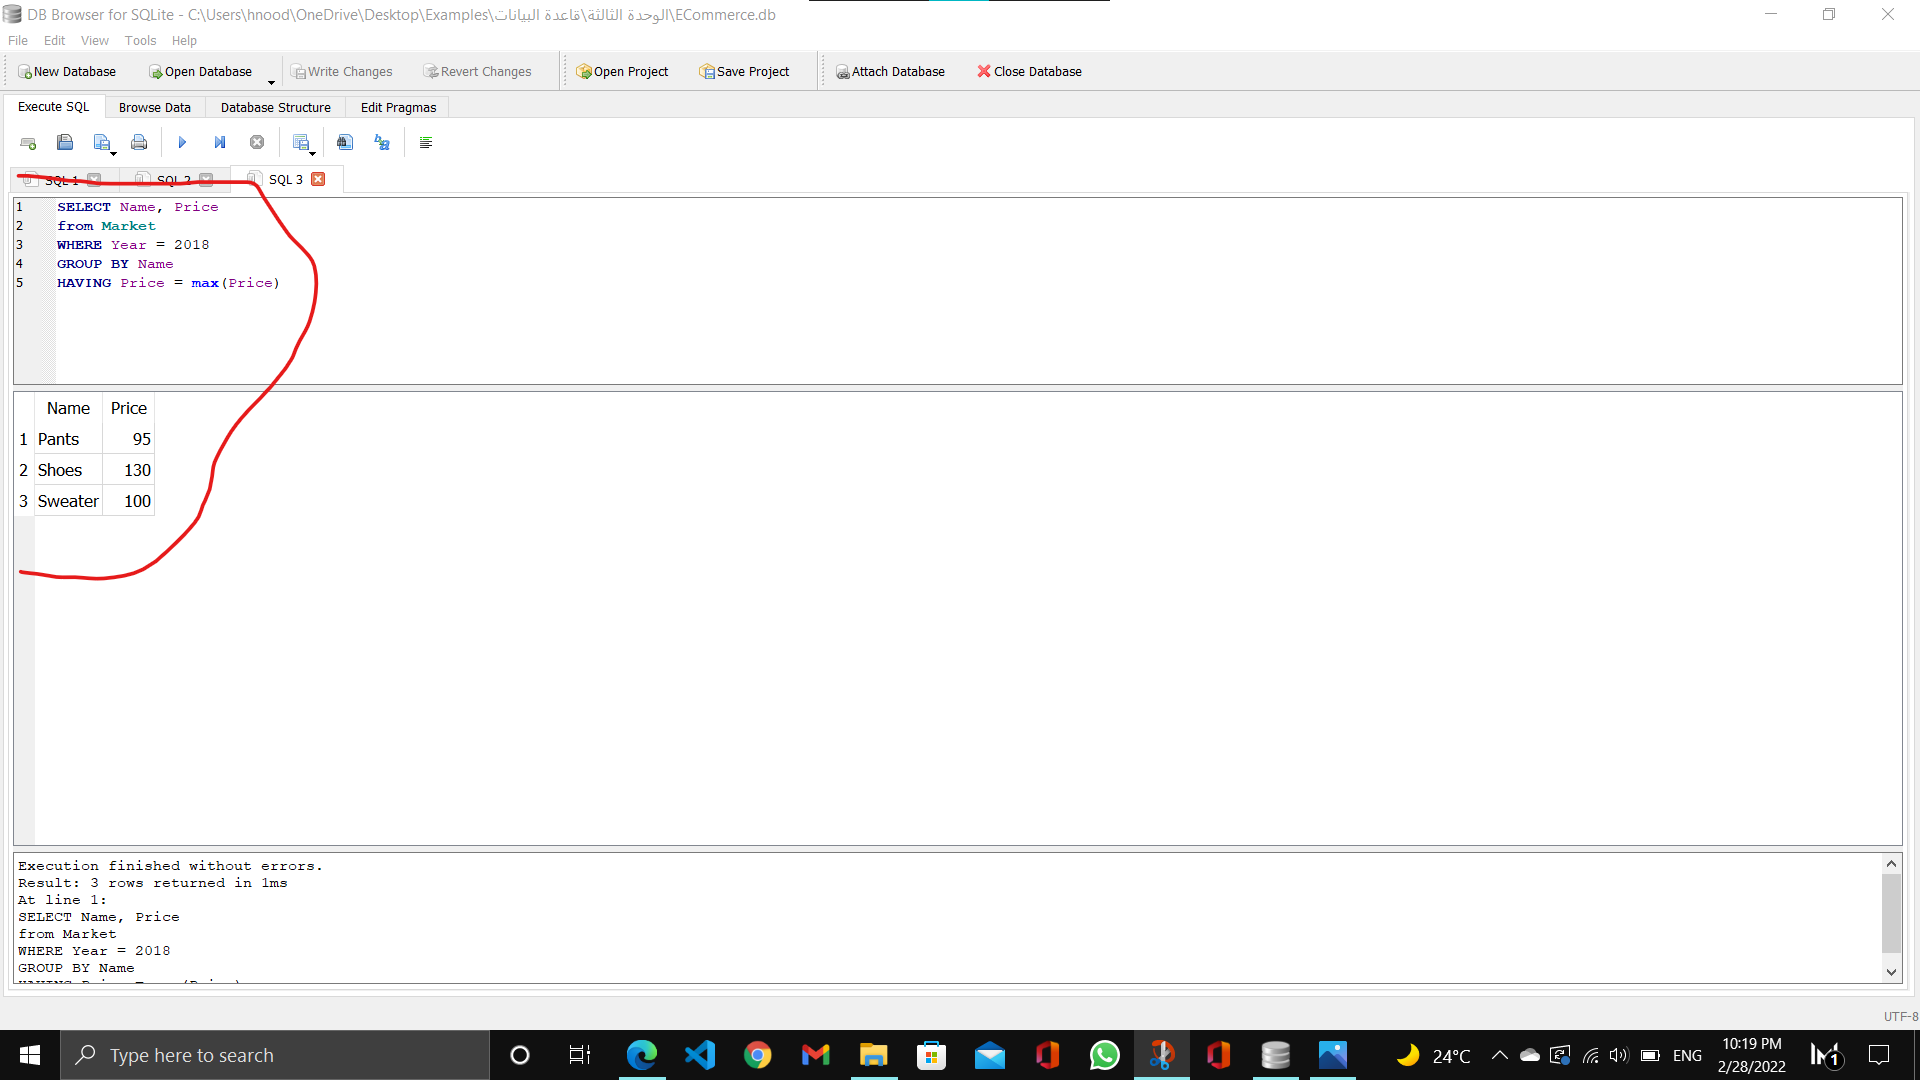 DB Browser for SQLite - C:\Users\hnood\OneDrive\Desktop\Examples\الوحدة الثالثة\قاعدة البيانات\ECommerce.db
File Edit View Tools Help
New Database Open Database Write Changes Revert Changes Open Project Save Project Attach Database Close Database
Execute SQL Browse Data Database Structure Edit Pragmas
SQL 1 SQL 2 SQL 3
1 SELECT Name, Price
2 from Market
3 WHERE Year = 2018
4 GROUP BY Name
5 HAVING Price = max(Price)
Name Price
1 Pants 95
2 Shoes 130
3 Sweater 100
Execution finished without errors.
Result: 3 rows returned in 1ms
At line 1:
SELECT Name, Price
from Market
WHERE Year = 2018
GROUP BY Name
UTF-8
Type here to search
24°C
ENG
10:19 PM
2/28/2022
1